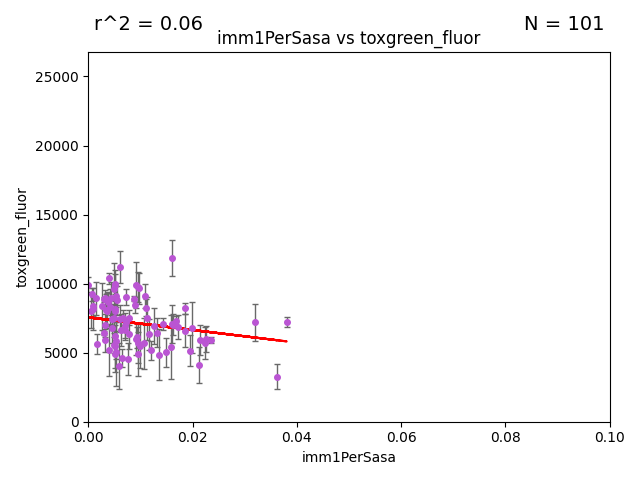 r^2 = 0.06
N = 101
imm1PerSasa vs toxgreen_fluor
25000
20000
15000
10000
5000
0
toxgreen_fluor
0.00 0.02 0.04 0.06 0.08 0.10
imm1PerSasa